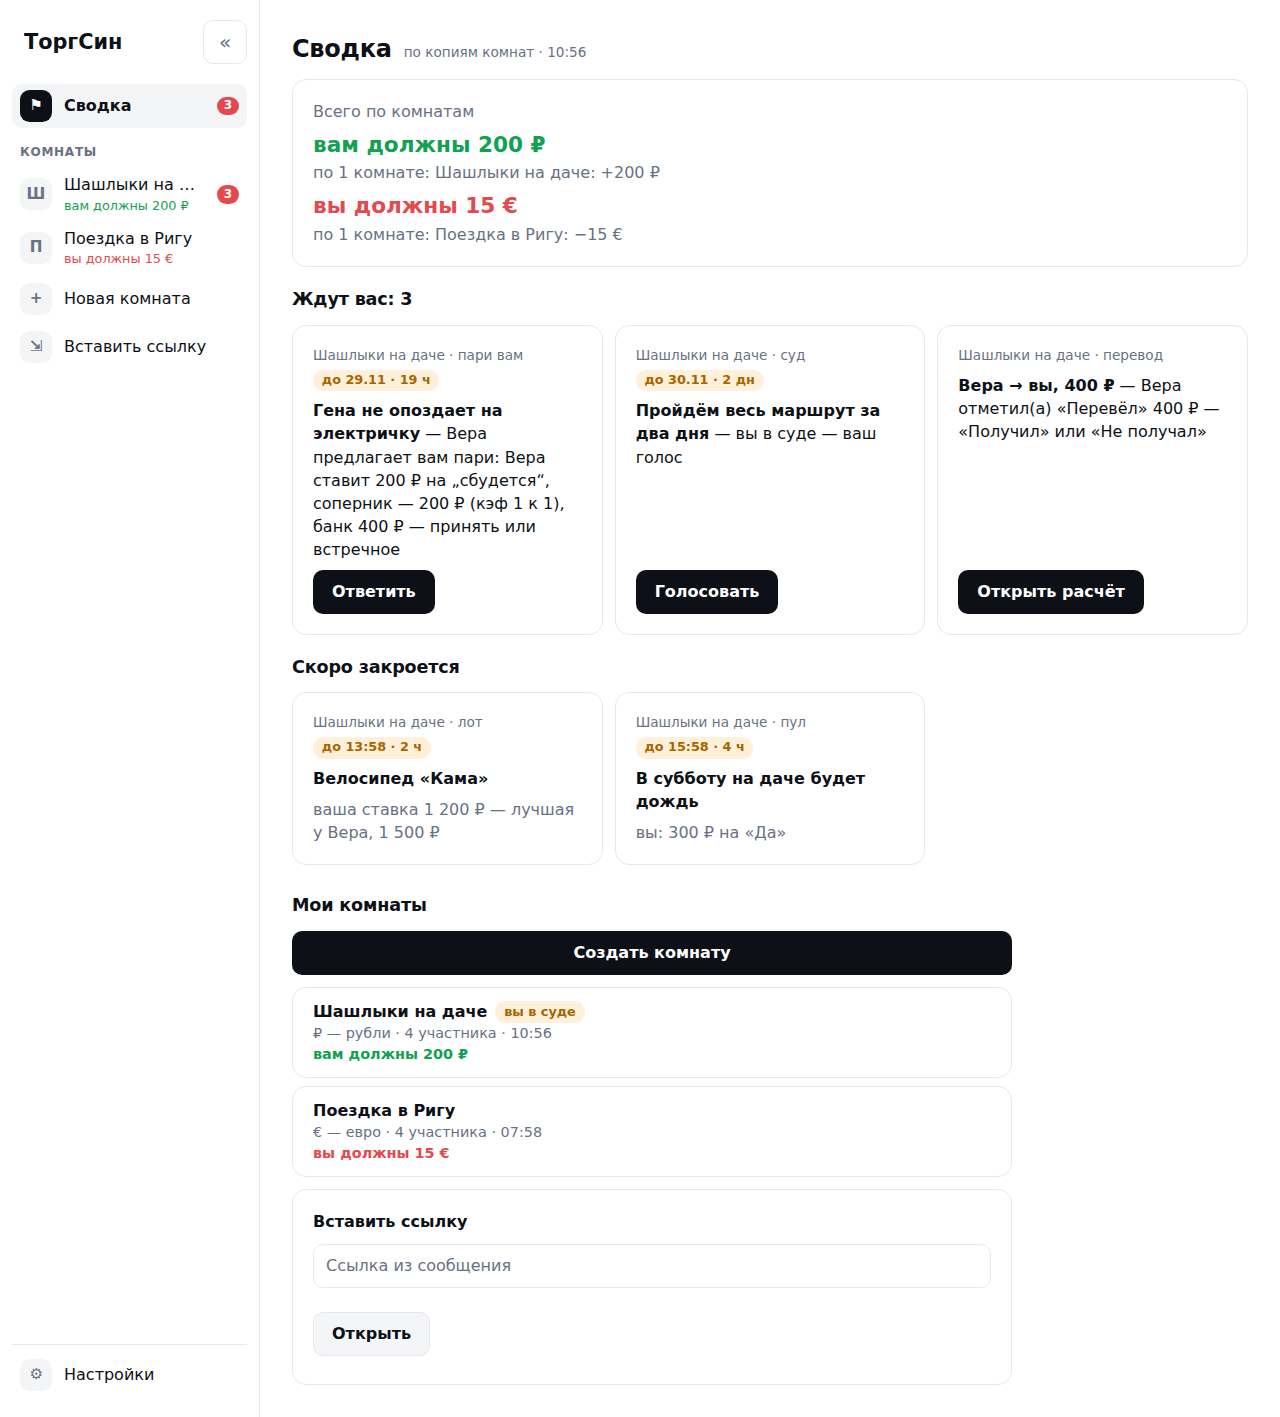 ТоргСин
«
⚑ Сводка 3
КОМНАТЫ
Ш Шашлыки на ... 3
вам должны 200 ₽
П Поездка в Ригу
вы должны 15 €
+ Новая комната
⇲ Вставить ссылку
⚙ Настройки
Сводка по копиям комнат · 10:56
Всего по комнатам
вам должны 200 ₽
по 1 комнате: Шашлыки на даче: +200 ₽
вы должны 15 €
по 1 комнате: Поездка в Ригу: −15 €
Ждут вас: 3
Шашлыки на даче · пари вам
до 29.11 · 19 ч
Гена не опоздает на
электричку — Вера
предлагает вам пари: Вера
ставит 200 ₽ на „сбудется“,
соперник — 200 ₽ (кэф 1 к 1),
банк 400 ₽ — принять или
встречное
Ответить
Шашлыки на даче · суд
до 30.11 · 2 дн
Пройдём весь маршрут за
два дня — вы в суде — ваш
голос
Голосовать
Шашлыки на даче · перевод
Вера → вы, 400 ₽ — Вера
отметил(а) «Перевёл» 400 ₽ —
«Получил» или «Не получал»
Открыть расчёт
Скоро закроется
Шашлыки на даче · лот
до 13:58 · 2 ч
Велосипед «Кама»
ваша ставка 1 200 ₽ — лучшая
у Вера, 1 500 ₽
Шашлыки на даче · пул
до 15:58 · 4 ч
В субботу на даче будет
дождь
вы: 300 ₽ на «Да»
Мои комнаты
Создать комнату
Шашлыки на даче вы в суде
₽ — рубли · 4 участника · 10:56
вам должны 200 ₽
Поездка в Ригу
€ — евро · 4 участника · 07:58
вы должны 15 €
Вставить ссылку
Ссылка из сообщения
Открыть